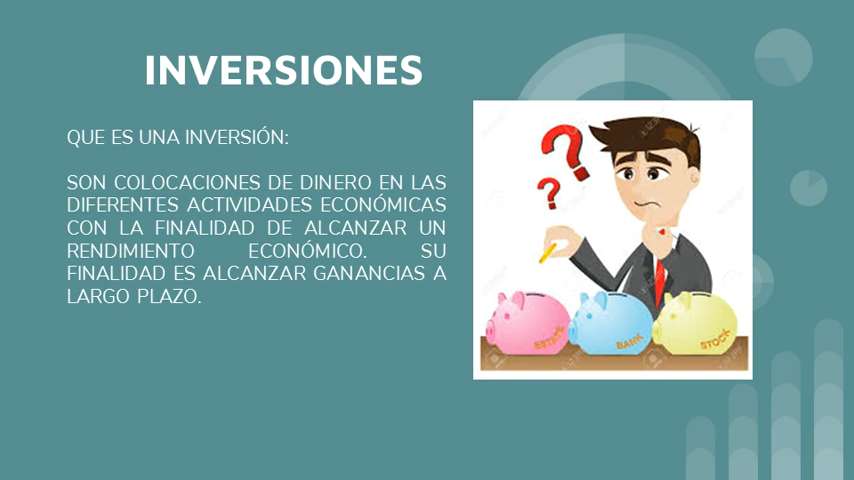 INVERSIONES
QUE ES UNA INVERSIÓN:
SON COLOCACIONES DE DINERO EN LAS
DIFERENTES ACTIVIDADES ECONÓMICAS
CON LA FINALIDAD DE ALCANZAR UN
RENDIMIENTO ECONÓMICO. SU
FINALIDAD ES ALCANZAR GANANCIAS A
LARGO PLAZO.
??
ESTATE BANK STOCK